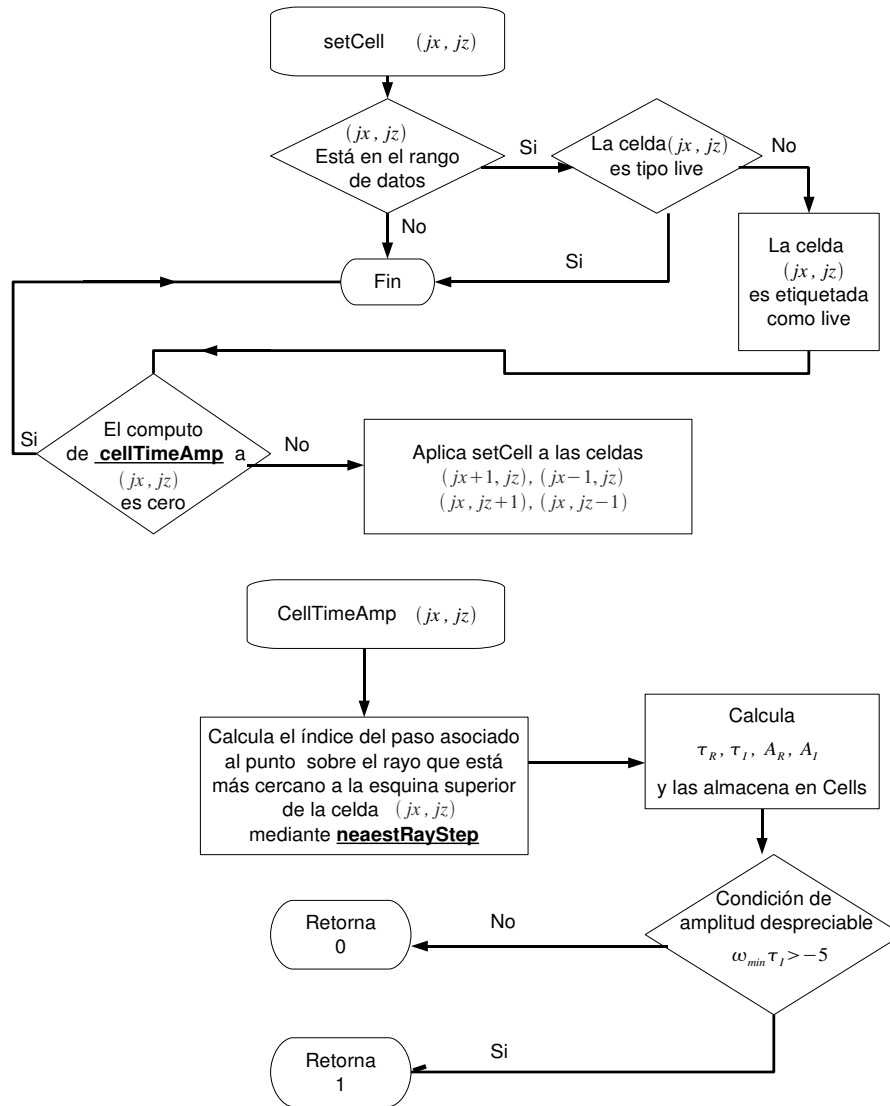 setCell (jx, jz)
(jx, jz)
Está en el rango
de datos
Si
La celda(jx, jz)
es tipo live
No
No
Si
Fin
La celda
(jx, jz)
es etiquetada
como live
Si
El computo
de cellTimeAmp a
(jx, jz)
es cero
No
Aplica setCell a las celdas
(jx+1, jz), (jx−1, jz)
(jx, jz+1), (jx, jz−1)
CellTimeAmp (jx, jz)
Calcula el índice del paso asociado
al punto sobre el rayo que está
más cercano a la esquina superior
de la celda (jx, jz)
mediante neaestRayStep
Calcula
τ_R, τ_I, A_R, A_I
y las almacena en Cells
Condición de
amplitud despreciable
ω_min τ_I > −5
No
Retorna
0
Si
Retorna
1